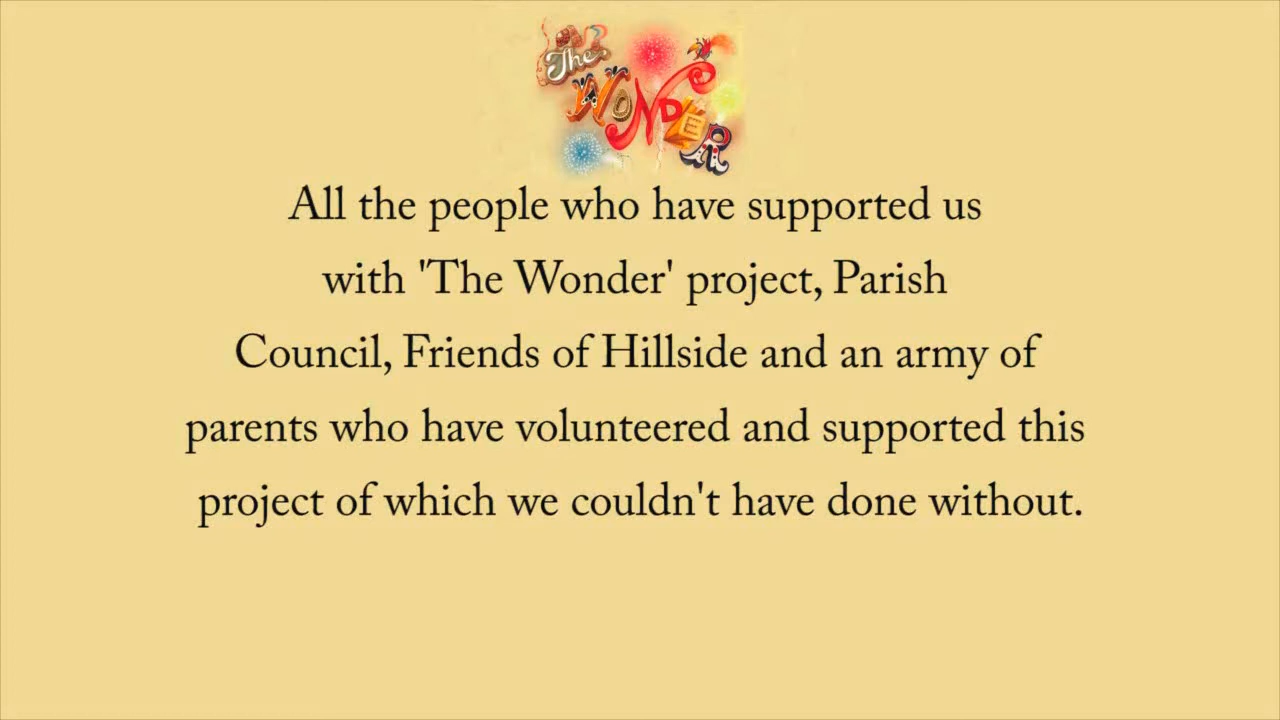 The
WONDER
All the people who have supported us
with 'The Wonder' project, Parish
Council, Friends of Hillside and an army of
parents who have volunteered and supported this
project of which we couldn't have done without.